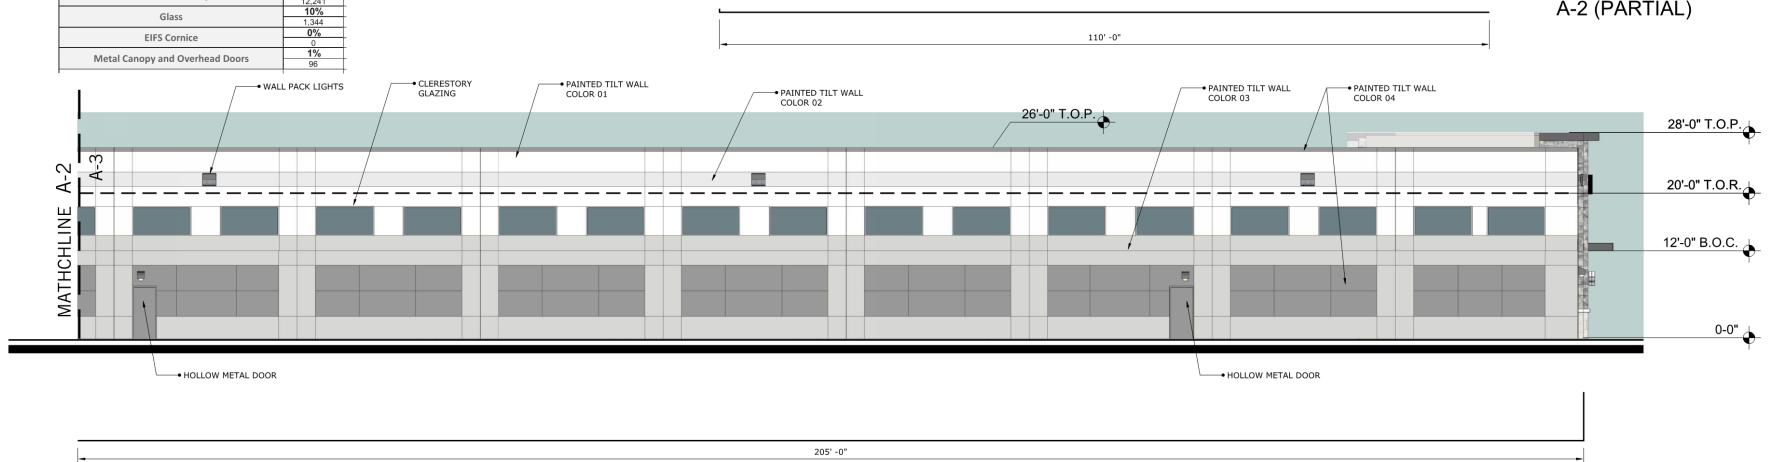 12,241
Glass
10%
1,344
EIFS Cornice
0%
0
Metal Canopy and Overhead Doors
1%
96
A-2 (PARTIAL)
110' -0"
WALL PACK LIGHTS
CLERESTORY
GLAZING
PAINTED TILT WALL
COLOR 01
PAINTED TILT WALL
COLOR 02
26'-0" T.O.P.
PAINTED TILT WALL
COLOR 03
PAINTED TILT WALL
COLOR 04
28'-0" T.O.P.
20'-0" T.O.R.
12'-0" B.O.C.
0-0"
MATHCHLINE A-2
A-3
HOLLOW METAL DOOR
HOLLOW METAL DOOR
205' -0"